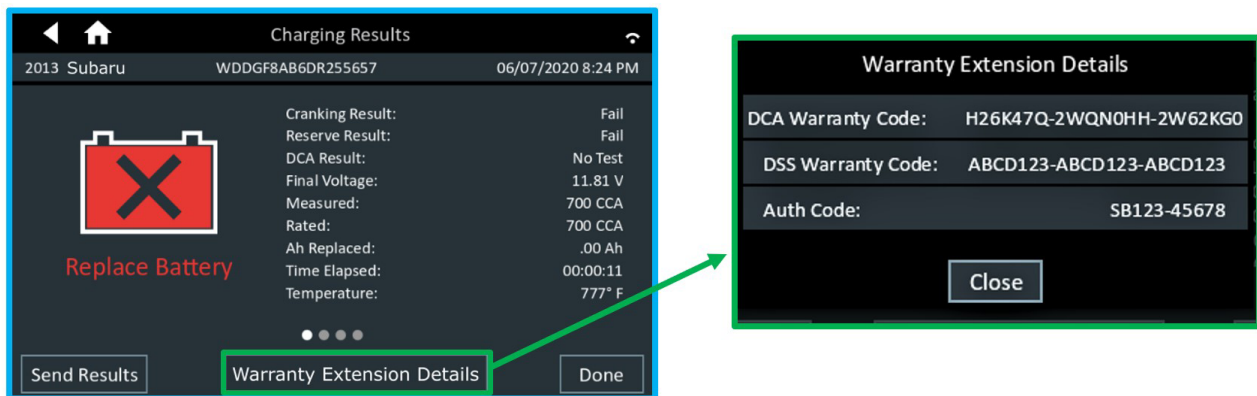 Charging Results
2013 Subaru WDDGF8AB6DR255657 06/07/2020 8:24 PM
Cranking Result: Fail
Reserve Result: Fail
DCA Result: No Test
Final Voltage: 11.81 V
Measured: 700 CCA
Rated: 700 CCA
Ah Replaced: .00 Ah
Time Elapsed: 00:00:11
Temperature: 777° F
Replace Battery
Send Results Warranty Extension Details Done
Warranty Extension Details
DCA Warranty Code: H26K47Q-2WQN0HH-2W62KG0
DSS Warranty Code: ABCD123-ABCD123-ABCD123
Auth Code: SB123-45678
Close